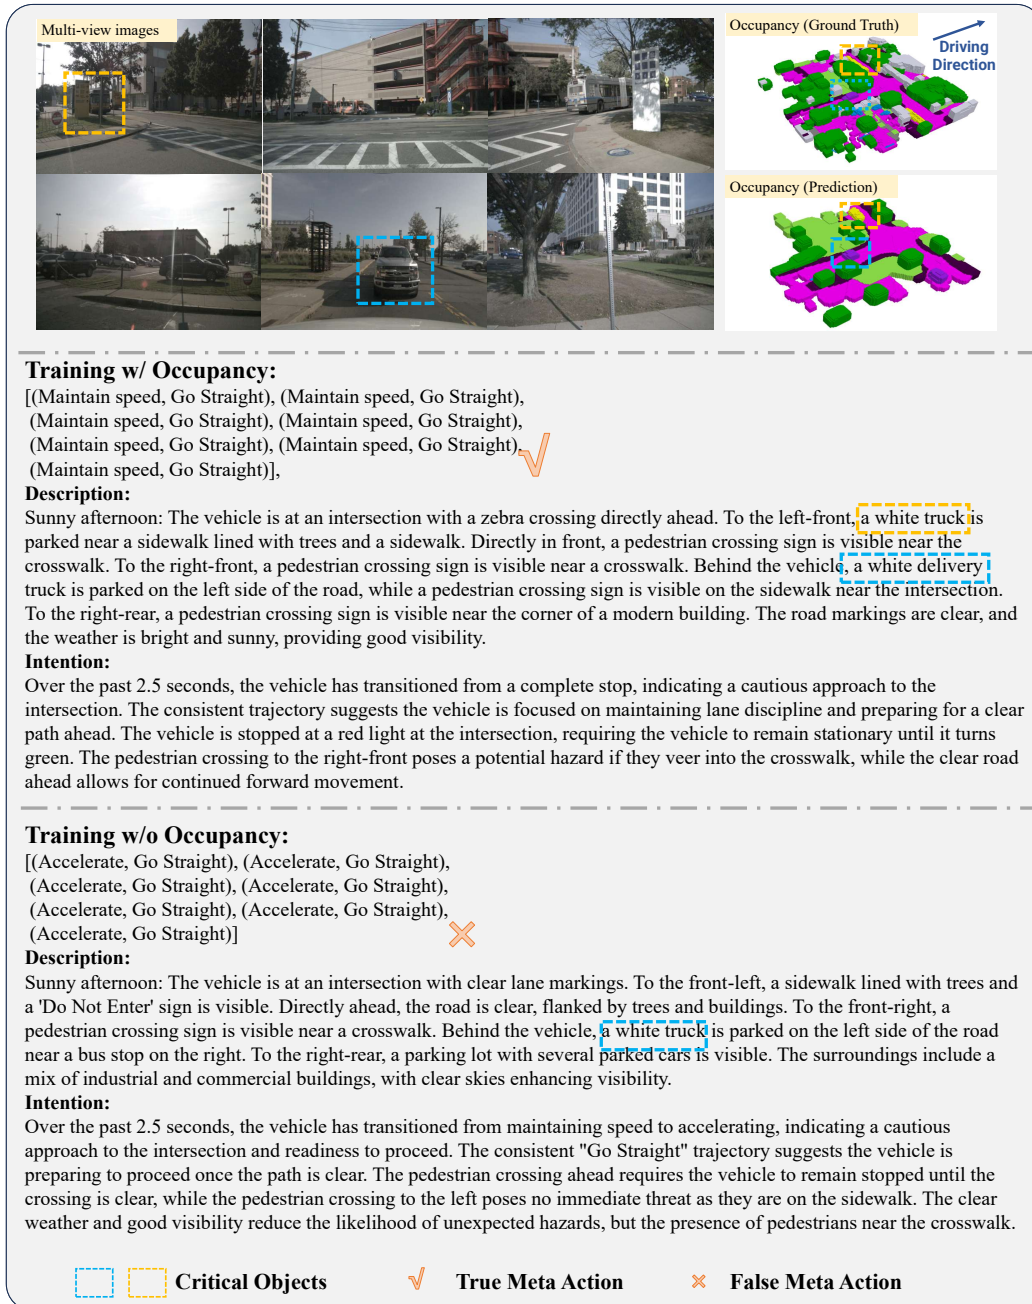 Multi-view images
Occupancy (Ground Truth)
Driving
Direction
Occupancy (Prediction)
Training w/ Occupancy:
[(Maintain speed, Go Straight), (Maintain speed, Go Straight),
(Maintain speed, Go Straight), (Maintain speed, Go Straight),
(Maintain speed, Go Straight), (Maintain speed, Go Straight),
(Maintain speed, Go Straight)],
Description:
Sunny afternoon: The vehicle is at an intersection with a zebra crossing directly ahead. To the left-front, a white truck is
parked near a sidewalk lined with trees and a sidewalk. Directly in front, a pedestrian crossing sign is visible near the
crosswalk. To the right-front, a pedestrian crossing sign is visible near a crosswalk. Behind the vehicle, a white delivery
truck is parked on the left side of the road, while a pedestrian crossing sign is visible on the sidewalk near the intersection.
To the right-rear, a pedestrian crossing sign is visible near the corner of a modern building. The road markings are clear, and
the weather is bright and sunny, providing good visibility.
Intention:
Over the past 2.5 seconds, the vehicle has transitioned from a complete stop, indicating a cautious approach to the
intersection. The consistent trajectory suggests the vehicle is focused on maintaining lane discipline and preparing for a clear
path ahead. The vehicle is stopped at a red light at the intersection, requiring the vehicle to remain stationary until it turns
green. The pedestrian crossing to the right-front poses a potential hazard if they veer into the crosswalk, while the clear road
ahead allows for continued forward movement.
Training w/o Occupancy:
[(Accelerate, Go Straight), (Accelerate, Go Straight),
(Accelerate, Go Straight), (Accelerate, Go Straight),
(Accelerate, Go Straight), (Accelerate, Go Straight),
(Accelerate, Go Straight)]
Description:
Sunny afternoon: The vehicle is at an intersection with clear lane markings. To the front-left, a sidewalk lined with trees and
a 'Do Not Enter' sign is visible. Directly ahead, the road is clear, flanked by trees and buildings. To the front-right, a
pedestrian crossing sign is visible near a crosswalk. Behind the vehicle, a white truck is parked on the left side of the road
near a bus stop on the right. To the right-rear, a parking lot with several parked cars is visible. The surroundings include a
mix of industrial and commercial buildings, with clear skies enhancing visibility.
Intention:
Over the past 2.5 seconds, the vehicle has transitioned from maintaining speed to accelerating, indicating a cautious
approach to the intersection and readiness to proceed. The consistent "Go Straight" trajectory suggests the vehicle is
preparing to proceed once the path is clear. The pedestrian crossing ahead requires the vehicle to remain stopped until the
crossing is clear, while the pedestrian crossing to the left poses no immediate threat as they are on the sidewalk. The clear
weather and good visibility reduce the likelihood of unexpected hazards, but the presence of pedestrians near the crosswalk.
Critical Objects
True Meta Action
False Meta Action